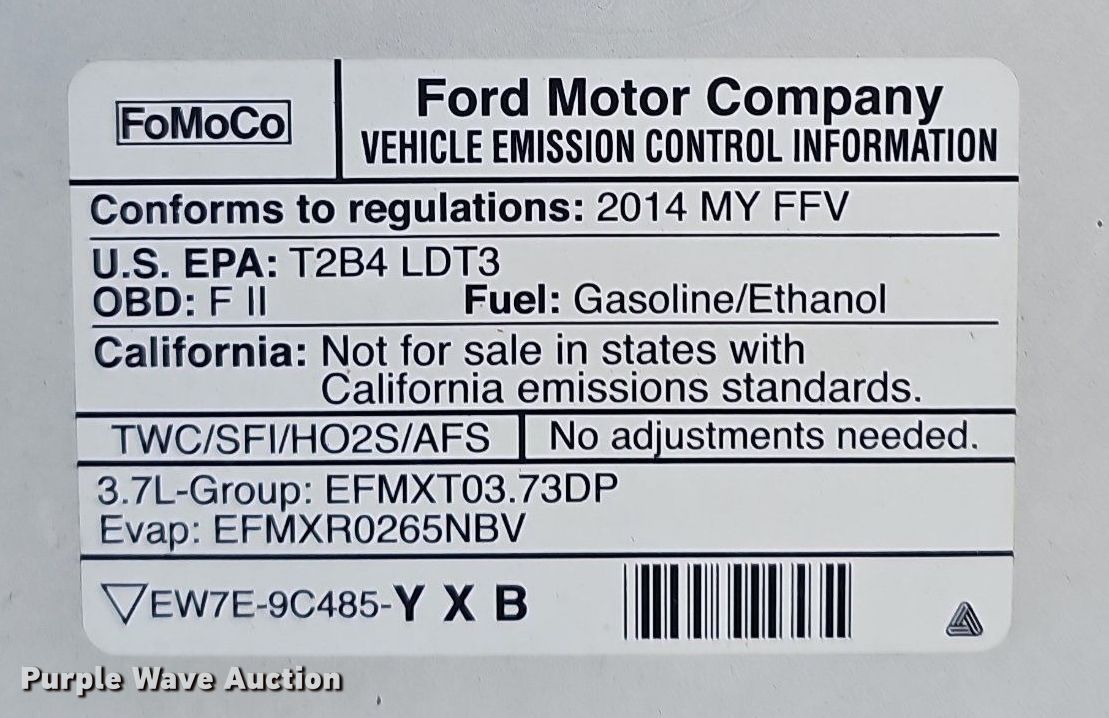 FoMoCo
Ford Motor Company
VEHICLE EMISSION CONTROL INFORMATION
Conforms to regulations: 2014 MY FFV
U.S. EPA: T2B4 LDT3
OBD: F II Fuel: Gasoline/Ethanol
California: Not for sale in states with
California emissions standards.
TWC/SFI/HO2S/AFS No adjustments needed.
3.7L-Group: EFMXT03.73DP
Evap: EFMXR0265NBV
▽EW7E-9C485-Y X B
Purple Wave Auction